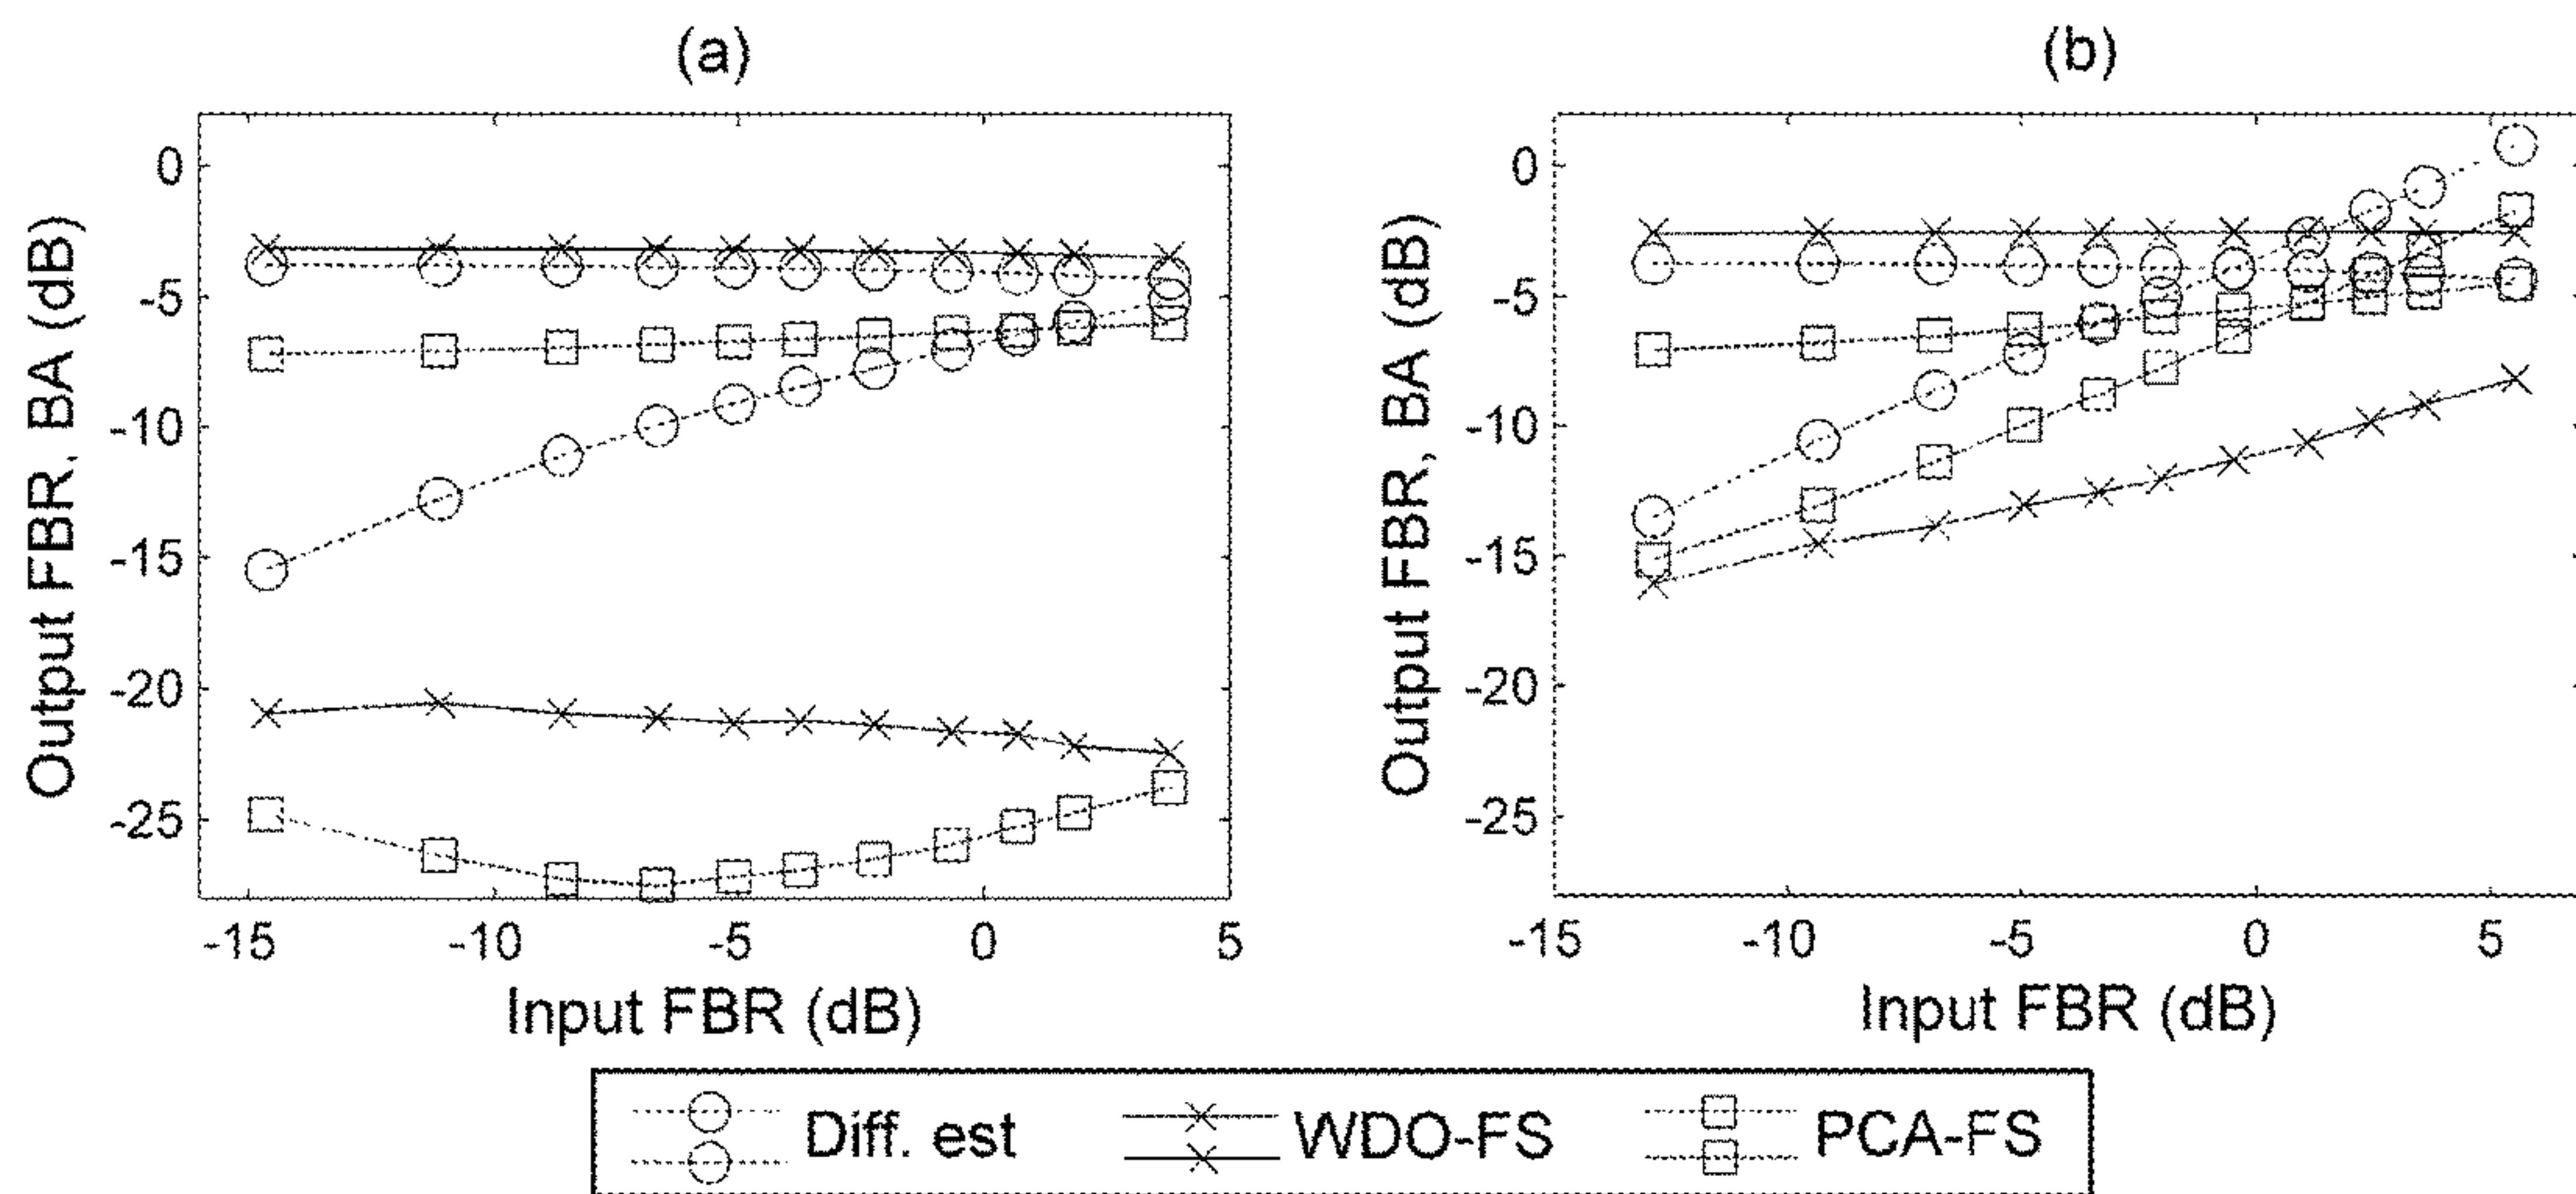 (a)
Output FBR, BA (dB)
0
-5
-10
-15
-20
-25
-15 -10 -5 0 5
Input FBR (dB)
(b)
Output FBR, BA (dB)
0
-5
-10
-15
-20
-25
-15 -10 -5 0 5
Input FBR (dB)
Diff. est WDO-FS PCA-FS